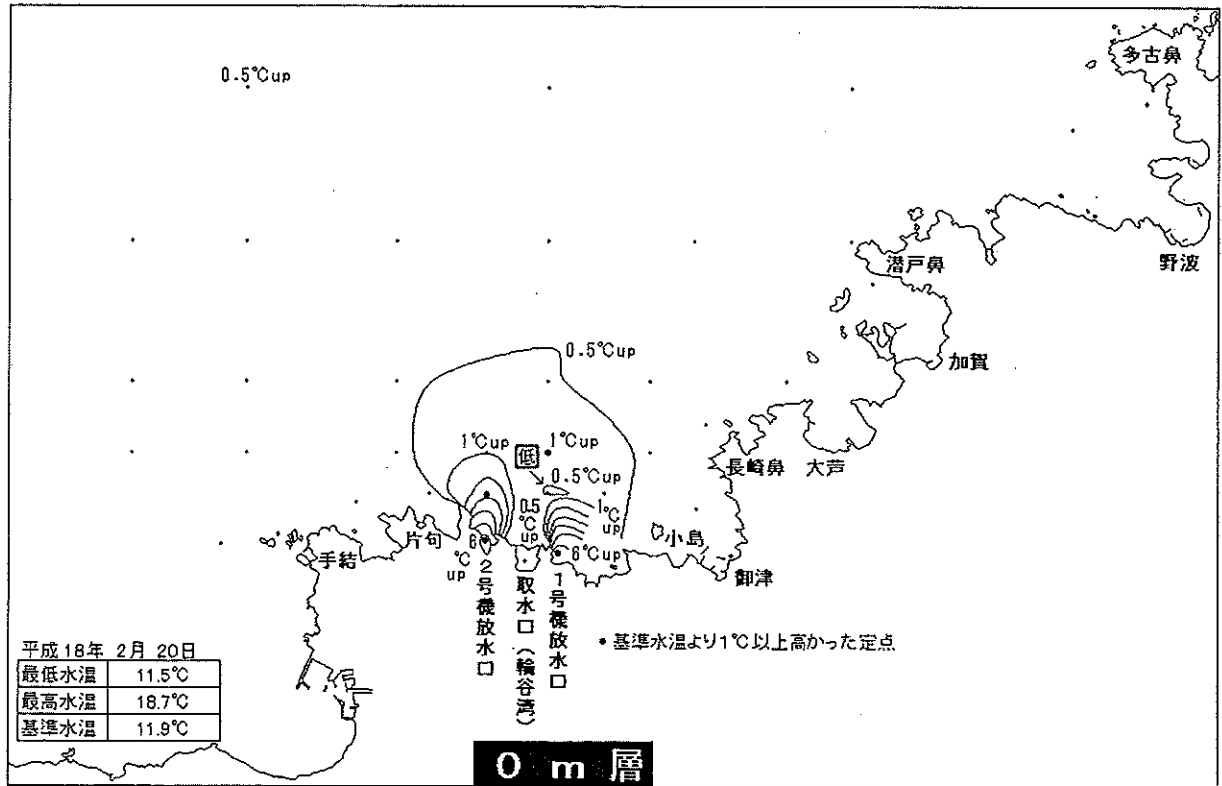 多古鼻
0.5℃up
潜戸鼻
野波
0.5℃up
加賀
1℃up
1℃up
低
長崎鼻
大芦
0.5℃up
0.5
℃up
1℃
up
小島
片句
手結
6
℃
up
6℃up
御津
2号機放水口
取水口(輪谷湾)
1号機放水口
• 基準水温より1℃以上高かった定点
平成18年 2月 20日
最低水温 11.5℃
最高水温 18.7℃
基準水温 11.9℃
0 m 層